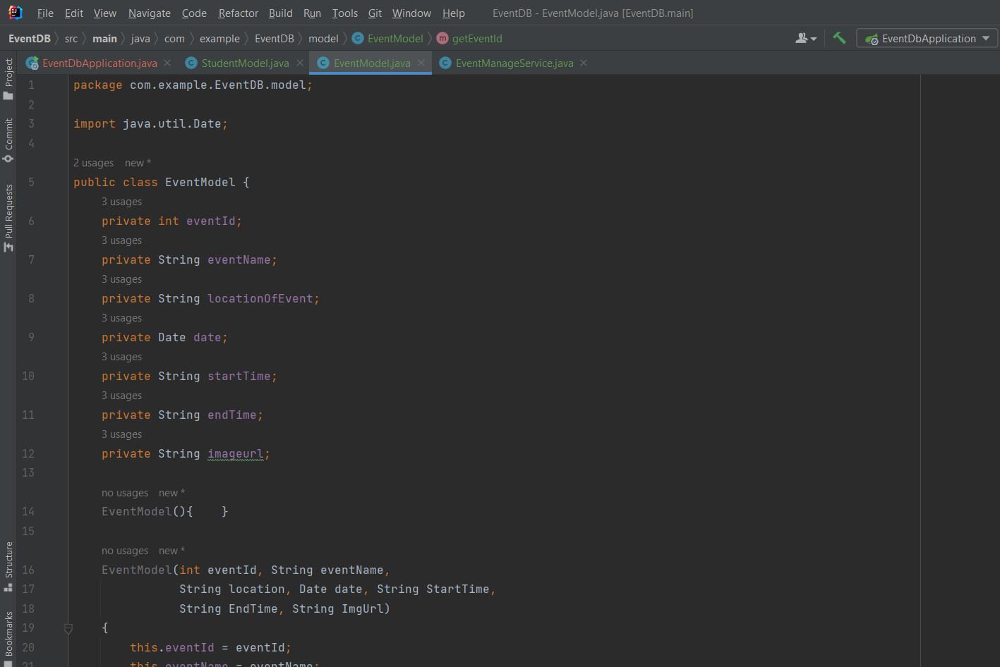 File Edit View Navigate Code Refactor Build Run Tools Git Window Help EventDB - EventModel.java [EventDB.main]
EventDB src main java com example EventDB model EventModel getEventId EventDbApplication
EventDbApplication.java StudentModel.java EventModel.java EventManageService.java
Project
Commit
Pull Requests
Structure
Bookmarks
1 package com.example.EventDB.model;
2
3 import java.util.Date;
4
2 usages new *
5 public class EventModel {
3 usages
6 private int eventId;
3 usages
7 private String eventName;
3 usages
8 private String locationOfEvent;
3 usages
9 private Date date;
3 usages
10 private String startTime;
3 usages
11 private String endTime;
3 usages
12 private String imageurl;
13
no usages new *
14 EventModel(){ }
15
no usages new *
16 EventModel(int eventId, String eventName,
17 String location, Date date, String StartTime,
18 String EndTime, String ImgUrl)
19 {
20 this.eventId = eventId;
21 this.eventName = eventName;